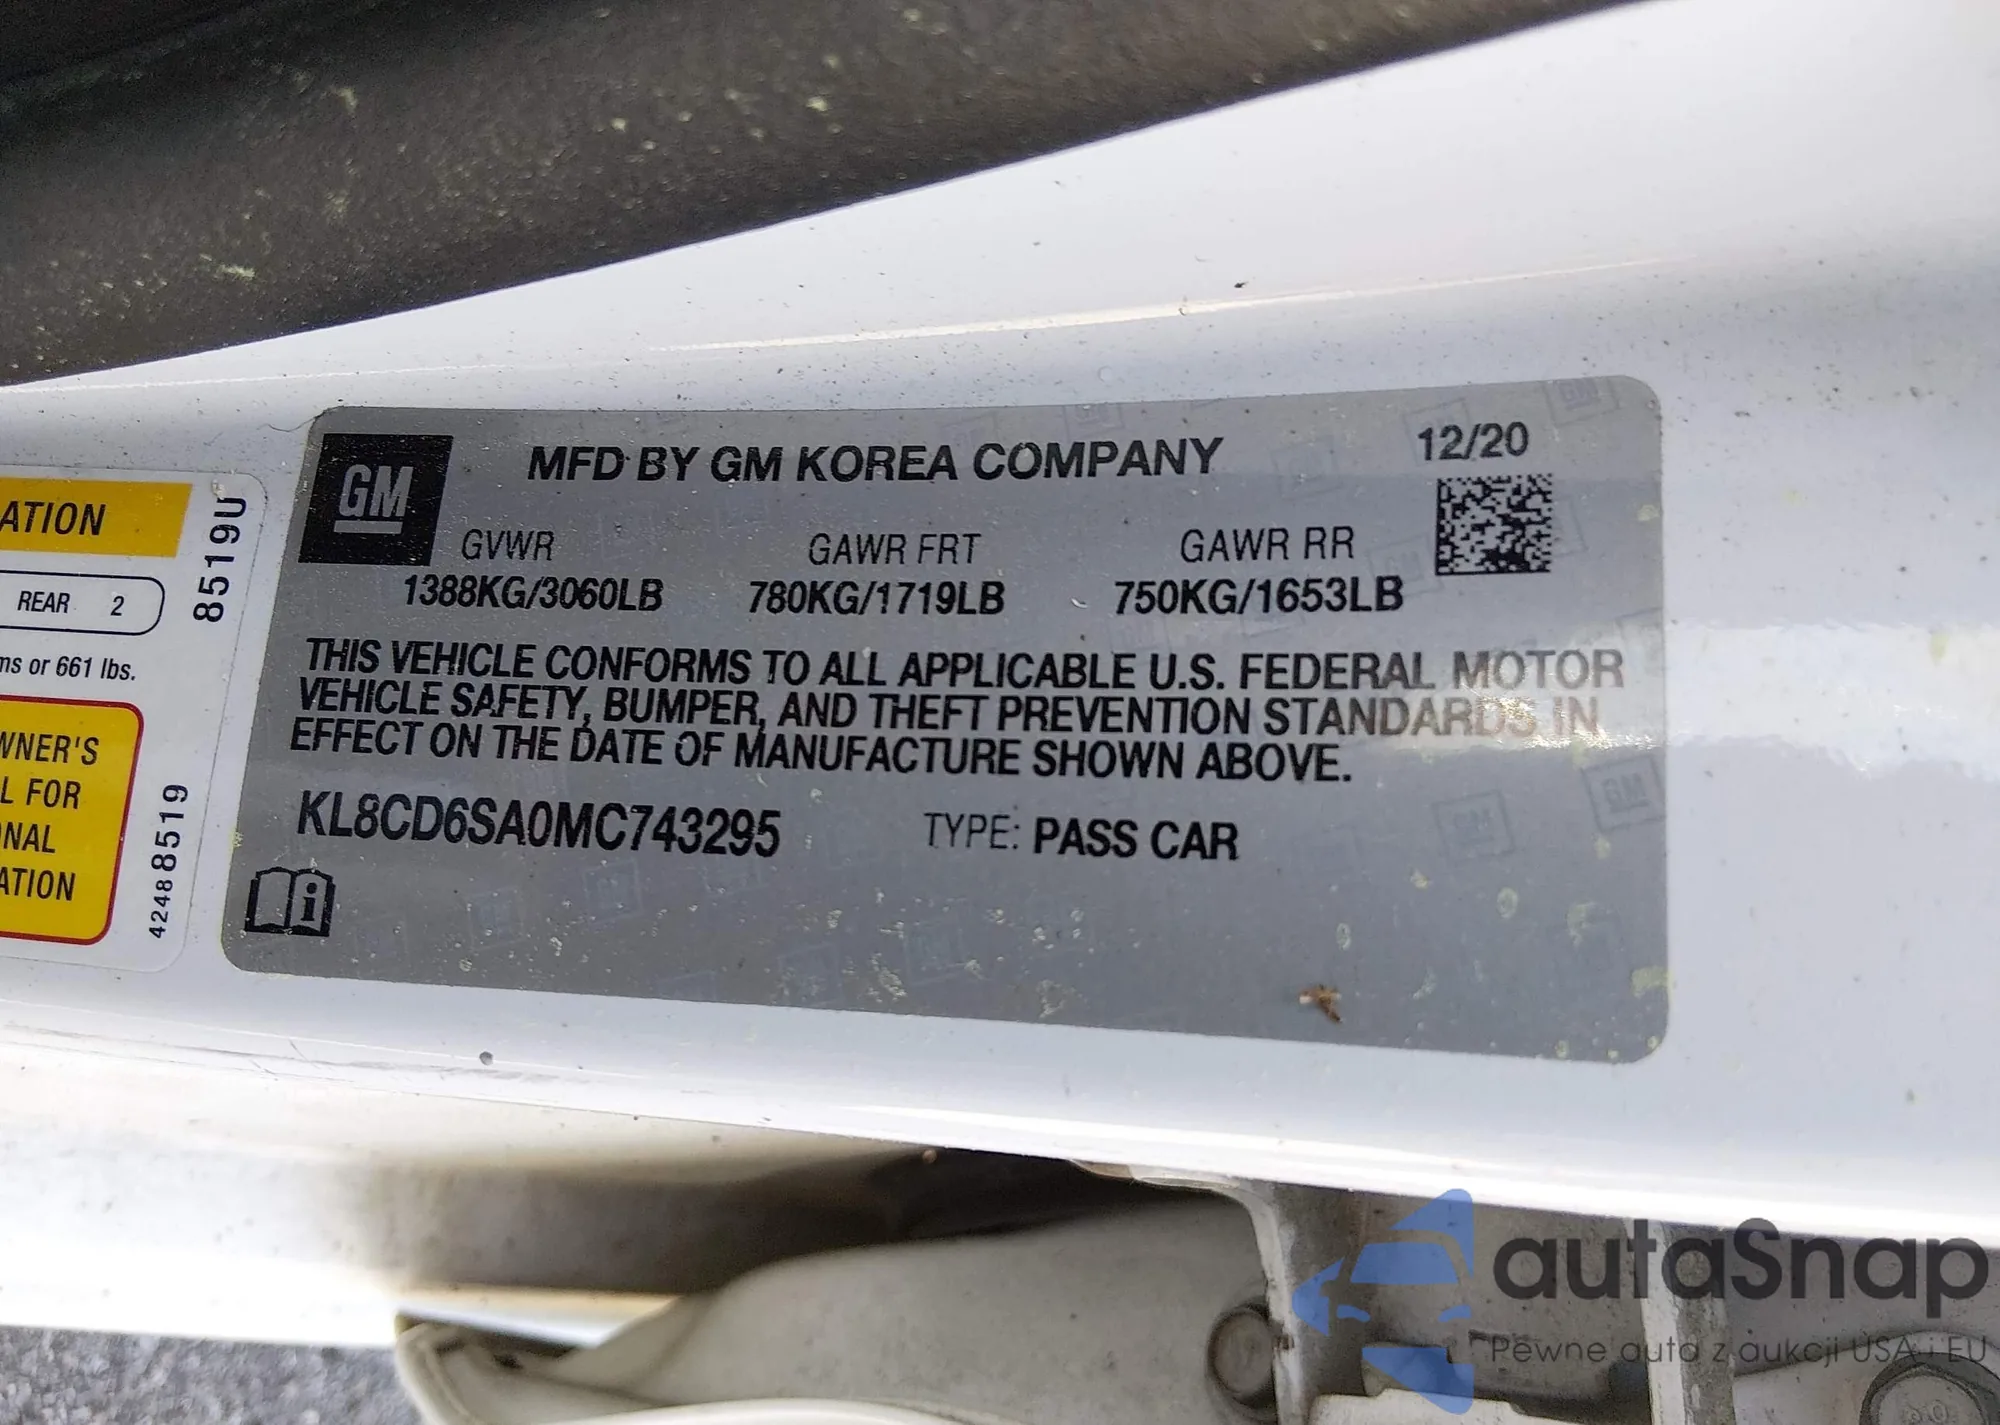 ATION
REAR 2
ms or 661 lbs.
WNER'S
L FOR
ONAL
ATION
8519U
42488519
GM
MFD BY GM KOREA COMPANY
12/20
GVWR GAWR FRT GAWR RR
1388KG/3060LB 780KG/1719LB 750KG/1653LB
THIS VEHICLE CONFORMS TO ALL APPLICABLE U.S. FEDERAL MOTOR
VEHICLE SAFETY, BUMPER, AND THEFT PREVENTION STANDARDS IN
EFFECT ON THE DATE OF MANUFACTURE SHOWN ABOVE.
KL8CD6SA0MC743295 TYPE: PASS CAR
i
autaSnap
Pewne auta z aukcji USA i EU